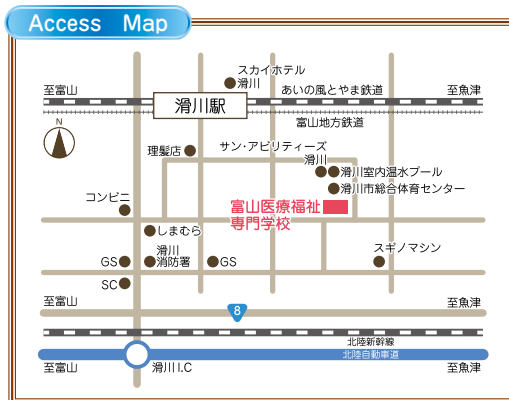 Access Map
スカイホテル
滑川
至富山
あいの風とやま鉄道
至魚津
滑川駅
富山地方鉄道
N
理髪店
サン・アビリティーズ
滑川
滑川室内温水プール
滑川市総合体育センター
コンビニ
富山医療福祉
専門学校
しまむら
滑川
消防署
GS
GS
スギノマシン
SC
至富山
至魚津
8
北陸新幹線
北陸自動車道
至富山
滑川I.C
至魚津